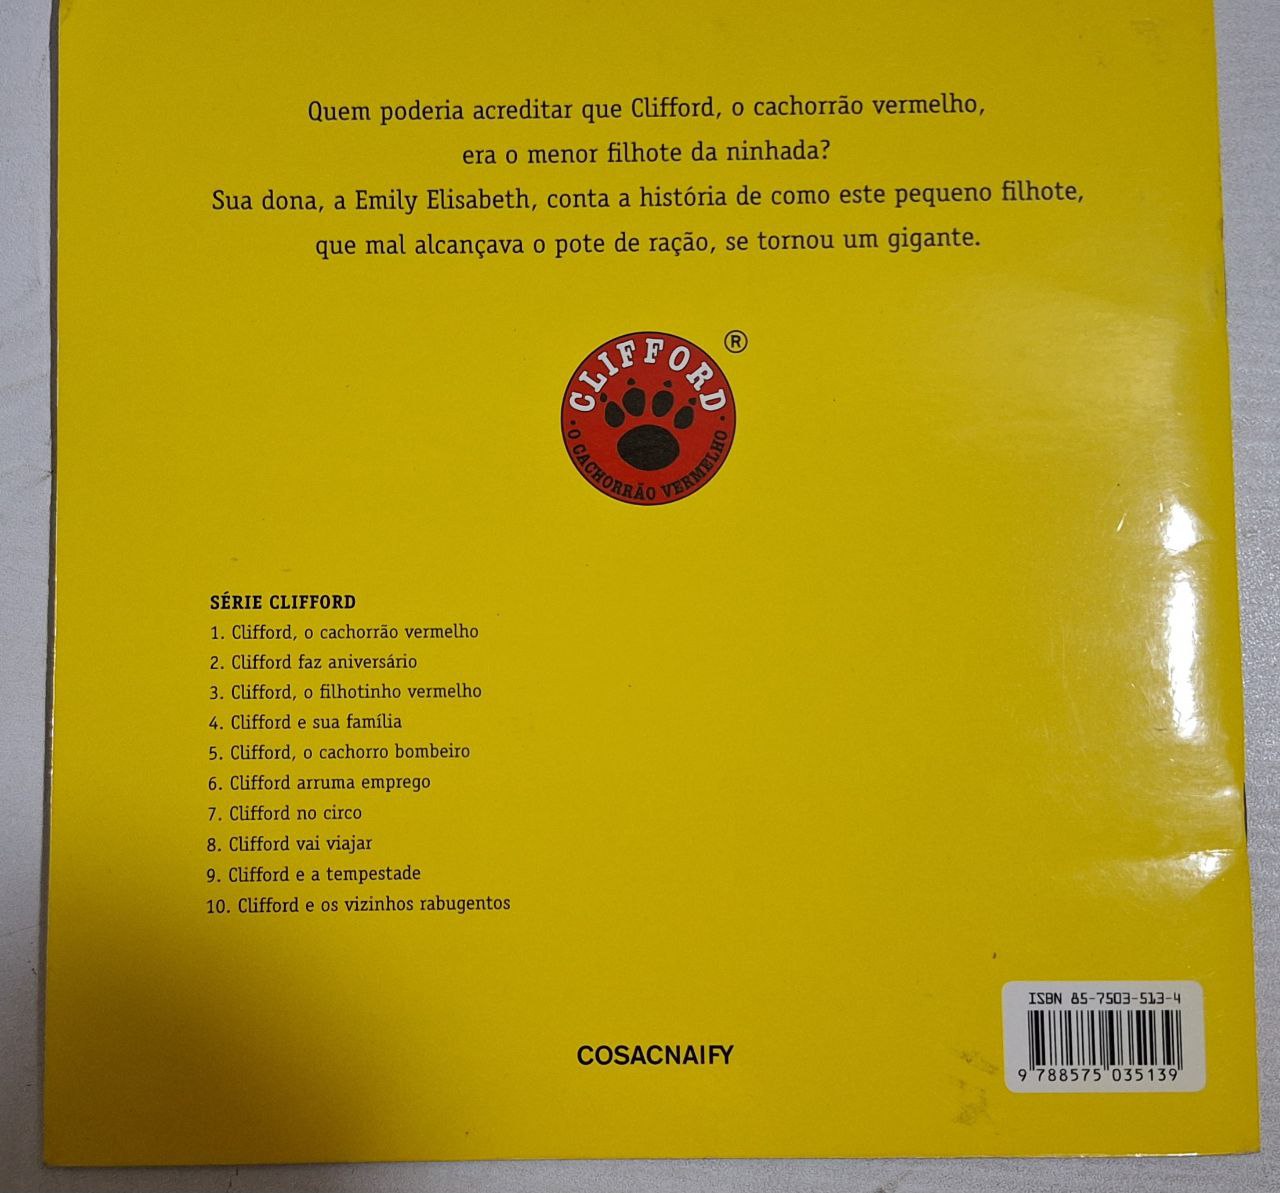 Quem poderia acreditar que Clifford, o cachorrão vermelho,
era o menor filhote da ninhada?
Sua dona, a Emily Elisabeth, conta a história de como este pequeno filhote,
que mal alcançava o pote de ração, se tornou um gigante.
CLIFFORD ®
· O CACHORRÃO VERMELHO ·
SÉRIE CLIFFORD
1. Clifford, o cachorrão vermelho
2. Clifford faz aniversário
3. Clifford, o filhotinho vermelho
4. Clifford e sua família
5. Clifford, o cachorro bombeiro
6. Clifford arruma emprego
7. Clifford no circo
8. Clifford vai viajar
9. Clifford e a tempestade
10. Clifford e os vizinhos rabugentos
COSACNAIFY
ISBN 85-7503-513-4
9 788575 035139